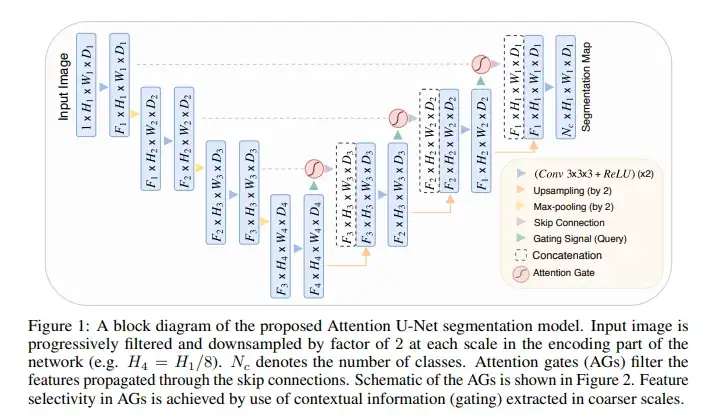 Input Image
1 x H1 x W1 x D1
F1 x H1 x W1 x D1
F1 x H2 x W2 x D2
F2 x H2 x W2 x D2
F2 x H3 x W3 x D3
F3 x H3 x W3 x D3
F3 x H4 x W4 x D4
F4 x H4 x W4 x D4
F3 x H3 x W3 x D3
F3 x H3 x W3 x D3
F2 x H3 x W3 x D3
F2 x H2 x W2 x D2
F2 x H2 x W2 x D2
F1 x H2 x W2 x D2
F1 x H1 x W1 x D1
F1 x H1 x W1 x D1
Nc x H1 x W1 x D1
Segmentation Map
(Conv 3x3x3 + ReLU) (x2)
Upsampling (by 2)
Max-pooling (by 2)
Skip Connection
Gating Signal (Query)
Concatenation
Attention Gate
Figure 1: A block diagram of the proposed Attention U-Net segmentation model. Input image is
progressively filtered and downsampled by factor of 2 at each scale in the encoding part of the
network (e.g. H4 = H1/8). Nc denotes the number of classes. Attention gates (AGs) filter the
features propagated through the skip connections. Schematic of the AGs is shown in Figure 2. Feature
selectivity in AGs is achieved by use of contextual information (gating) extracted in coarser scales.